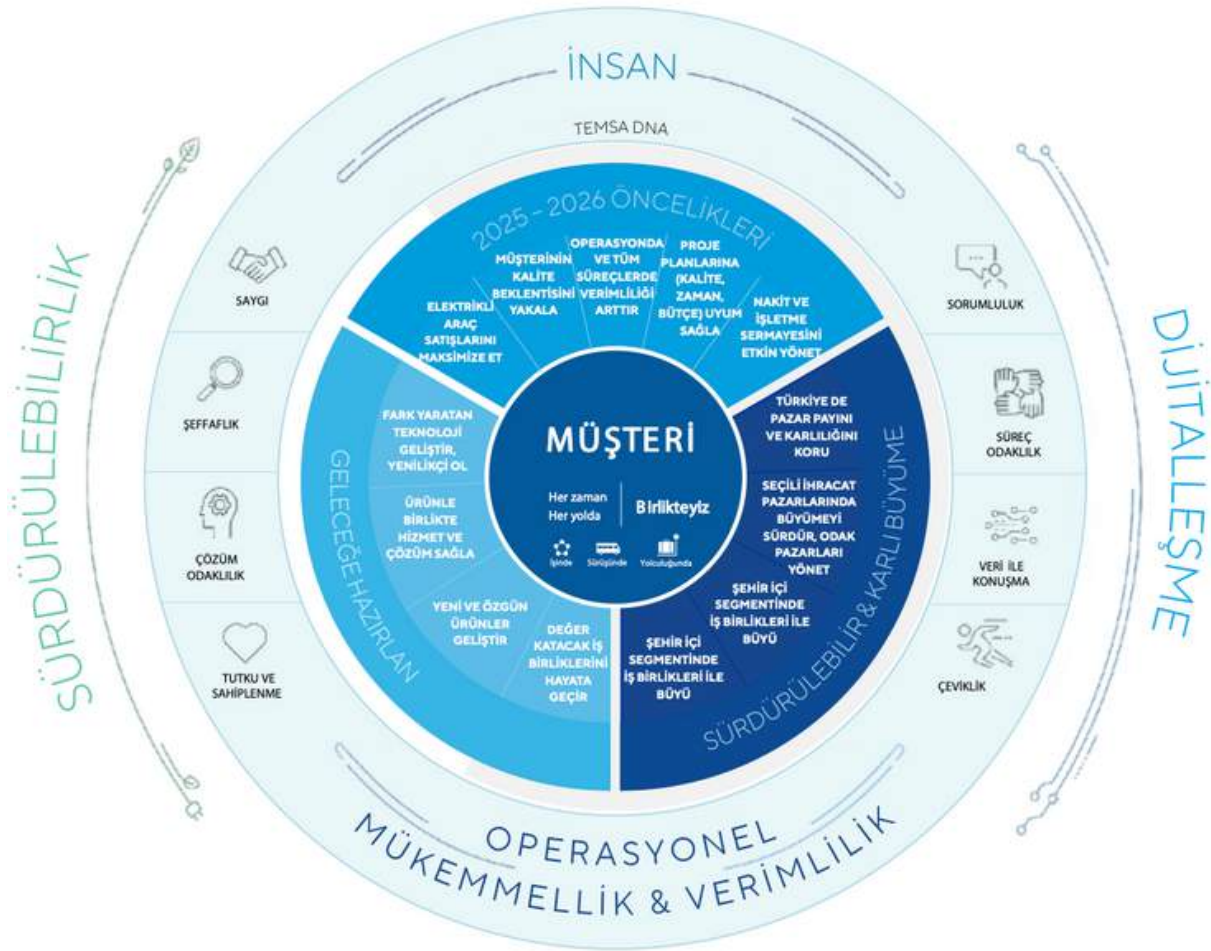 İNSAN
TEMSA DNA
2025 – 2026 ÖNCELİKLERİ
ELEKTRİKLİ
ARAÇ
SATIŞLARINI
MAKSİMİZE ET
MÜŞTERİNİN
KALİTE
BEKLENTİSİNİ
YAKALA
OPERASYONDA
VE TÜM
SÜREÇLERDE
VERİMLİLİĞİ
ARTTIR
PROJE
PLANLARINA
(KALİTE,
ZAMAN,
BÜTÇE) UYUM
SAĞLA
NAKİT VE
İŞLETME
SERMAYESİNİ
ETKİN YÖNET
SÜRDÜRÜLEBİLİRLİK
SAYGI
ŞEFFAFLIK
ÇÖZÜM
ODAKLILIK
TUTKU VE
SAHİPLENME
GELECEĞE HAZIRLAN
FARK YARATAN
TEKNOLOJİ
GELİŞTİR,
YENİLİKÇİ OL
ÜRÜNLE
BİRLİKTE
HİZMET VE
ÇÖZÜM SAĞLA
YENİ VE ÖZGÜN
ÜRÜNLER
GELİŞTİR
DEĞER
KATACAK İŞ
BİRLİKLERİNİ
HAYATA
GEÇİR
MÜŞTERİ
Her zaman
Her yolda
Birlikteyiz
İçinde
Sürüşünde
Yolculuğunda
TÜRKİYE DE
PAZAR PAYINI
VE KARLILIĞINI
KORU
SEÇİLİ İHRACAT
PAZARLARINDA
BÜYÜMEYİ
SÜRDÜR, ODAK
PAZARLARI
YÖNET
ŞEHİR İÇİ
SEGMENTİNDE
İŞ BİRLİKLERİ İLE
BÜYÜ
ŞEHİR İÇİ
SEGMENTİNDE
İŞ BİRLİKLERİ İLE
BÜYÜ
SÜRDÜRÜLEBİLİR & KARLI BÜYÜME
SORUMLULUK
SÜREÇ
ODAKLILK
VERİ İLE
KONUŞMA
ÇEVİKLİK
DİJİTALLEŞME
OPERASYONEL
MÜKEMMELLİK & VERİMLİLİK